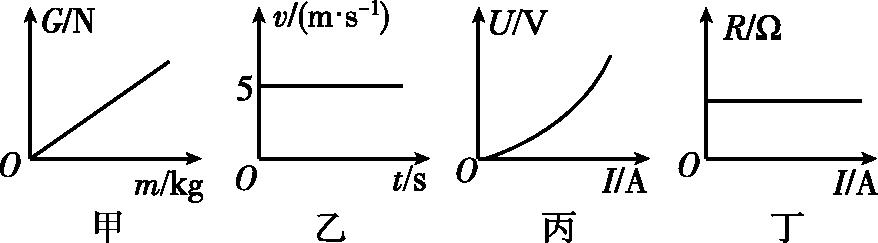 G/N
O
m/kg
甲
v/(m·s⁻¹)
5
O
t/s
乙
U/V
O
I/A
丙
R/Ω
O
I/A
丁